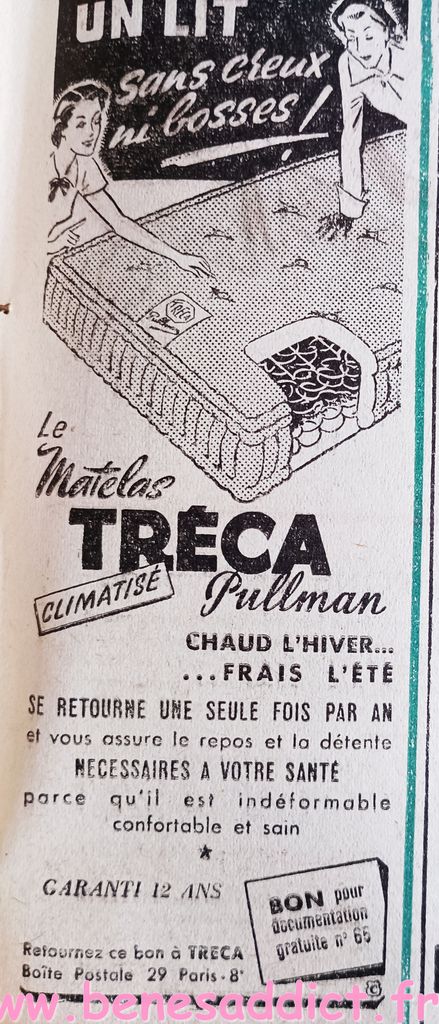 UN LIT
sans creux
ni bosses !
TRÉCA
Le
Matelas
TRÉCA
CLIMATISÉ
Pullman
CHAUD L'HIVER...
...FRAIS L'ÉTÉ
SE RETOURNE UNE SEULE FOIS PAR AN
et vous assure le repos et la détente
NECESSAIRES A VOTRE SANTÉ
parce qu'il est indéformable
confortable et sain
GARANTI 12 ANS
BON pour
documentation
gratuite n° 65
Retournez ce bon à TRECA
Boîte Postale 29 Paris-8e
www.benesaddict.fr